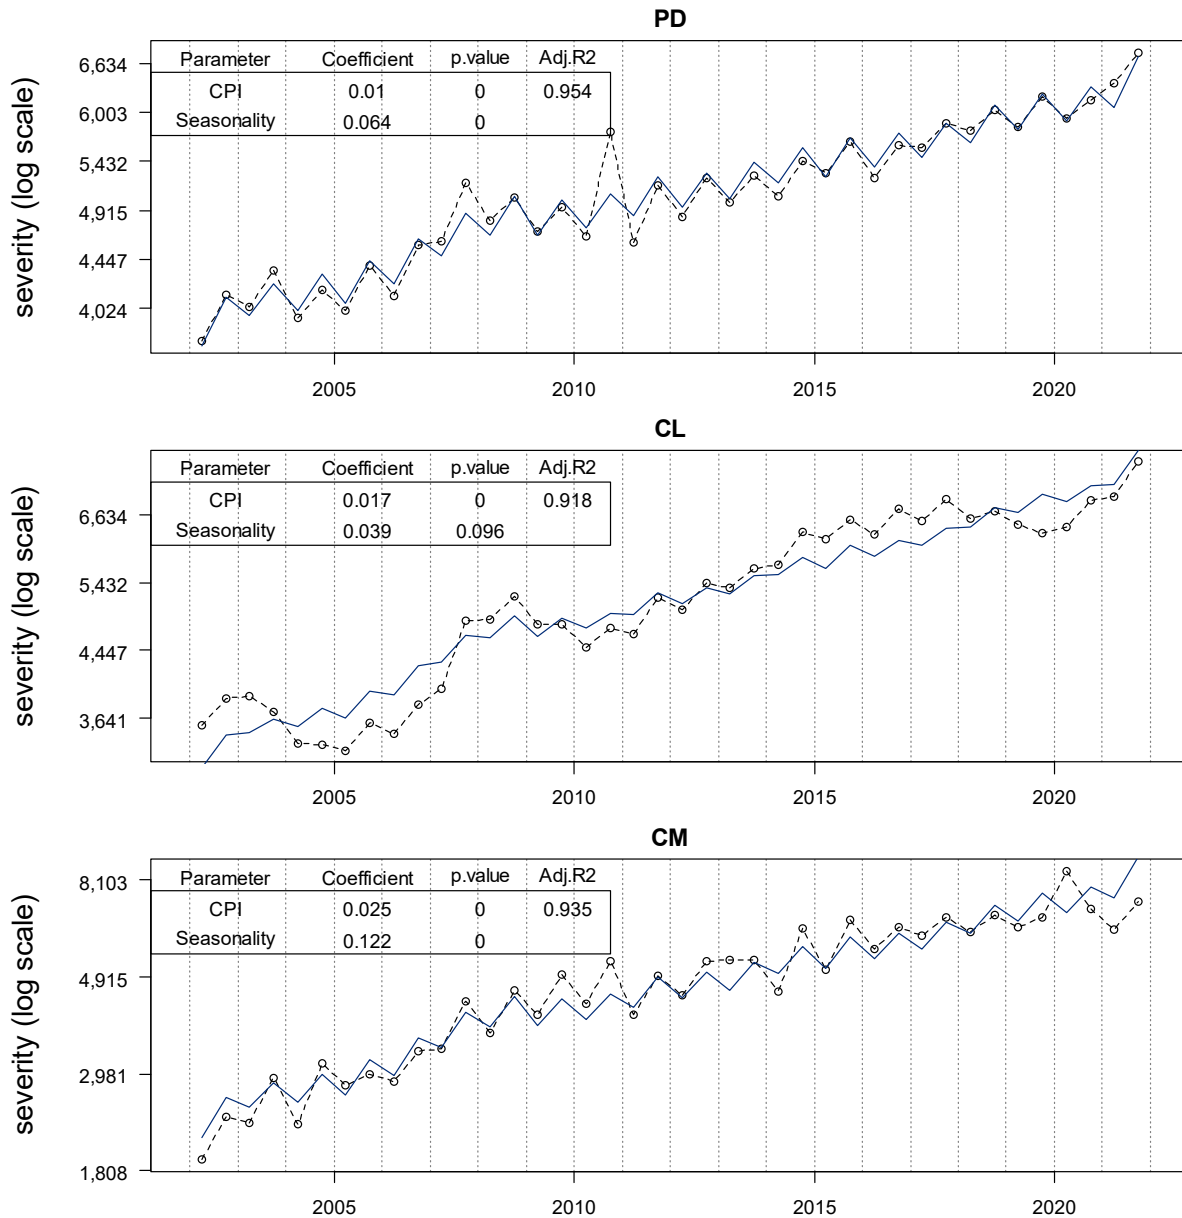 PD
severity (log scale)
Parameter Coefficient p.value Adj.R2
CPI 0.01 0 0.954
Seasonality 0.064 0
6,634
6,003
5,432
4,915
4,447
4,024
2005 2010 2015 2020
CL
severity (log scale)
Parameter Coefficient p.value Adj.R2
CPI 0.017 0 0.918
Seasonality 0.039 0.096
6,634
5,432
4,447
3,641
2005 2010 2015 2020
CM
severity (log scale)
Parameter Coefficient p.value Adj.R2
CPI 0.025 0 0.935
Seasonality 0.122 0
8,103
4,915
2,981
1,808
2005 2010 2015 2020